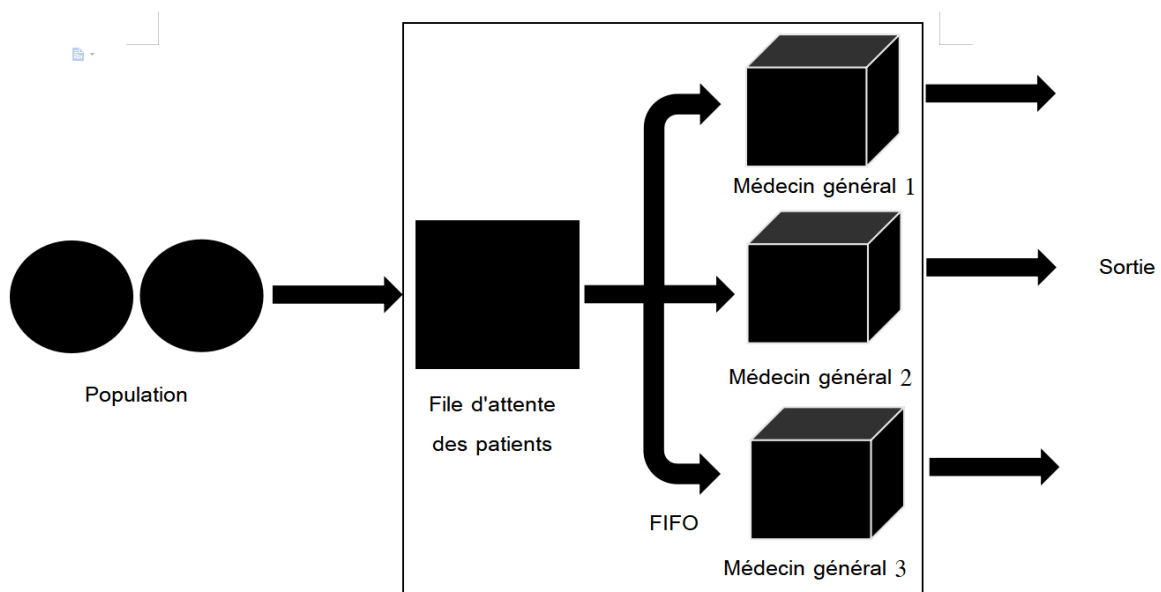 Médecin général 1
Sortie
Médecin général 2
Population
File d'attente
des patients
FIFO
Médecin général 3